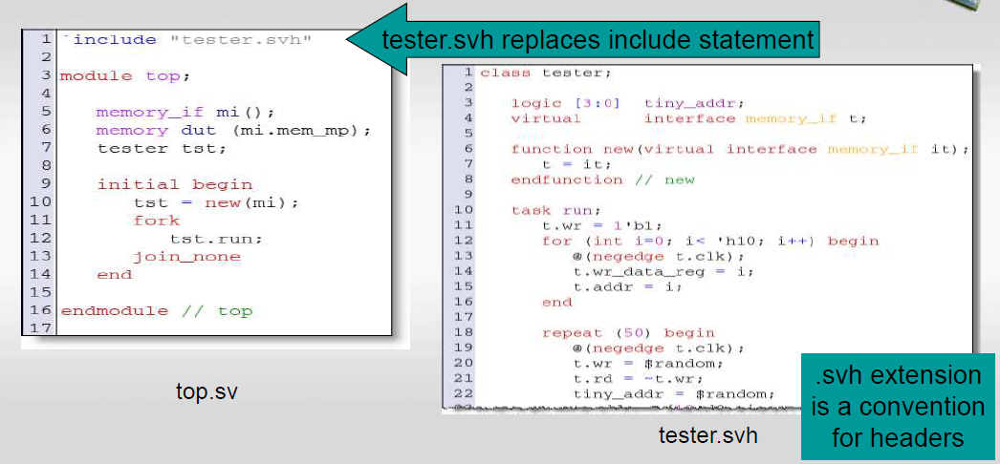 tester.svh replaces include statement
1 `include "tester.svh"
2
3 module top;
4
5 memory_if mi();
6 memory dut (mi.mem_mp);
7 tester tst;
8
9 initial begin
10 tst = new(mi);
11 fork
12 tst.run;
13 join_none
14 end
15
16 endmodule // top
17
top.sv
1 class tester;
2
3 logic [3:0] tiny_addr;
4 virtual interface memory_if t;
5
6 function new(virtual interface memory_if it);
7 t = it;
8 endfunction // new
9
10 task run;
11 t.wr = 1'b1;
12 for (int i=0; i< 'h10; i++) begin
13 @(negedge t.clk);
14 t.wr_data_reg = i;
15 t.addr = i;
16 end
17
18 repeat (50) begin
19 @(negedge t.clk);
20 t.wr = $random;
21 t.rd = ~t.wr;
22 tiny_addr = $random;
tester.svh
.svh extension
is a convention
for headers